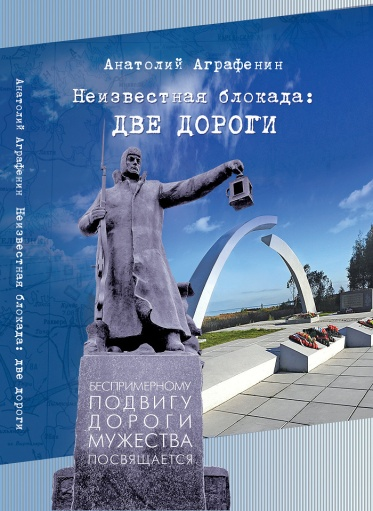 Анатолий Аграфенин
Неизвестная блокада:
ДВЕ ДОРОГИ
БЕСПРИМЕРНОМУ
ПОДВИГУ
ДОРОГИ
МУЖЕСТВА
ПОСВЯЩАЕТСЯ
Анатолий Аграфенин Неизвестная блокада: две дороги